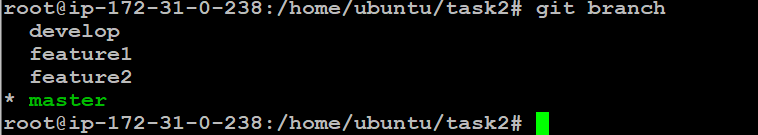 root@ip-172-31-0-238:/home/ubuntu/task2# git branch
  develop
  feature1
  feature2
* master
root@ip-172-31-0-238:/home/ubuntu/task2#